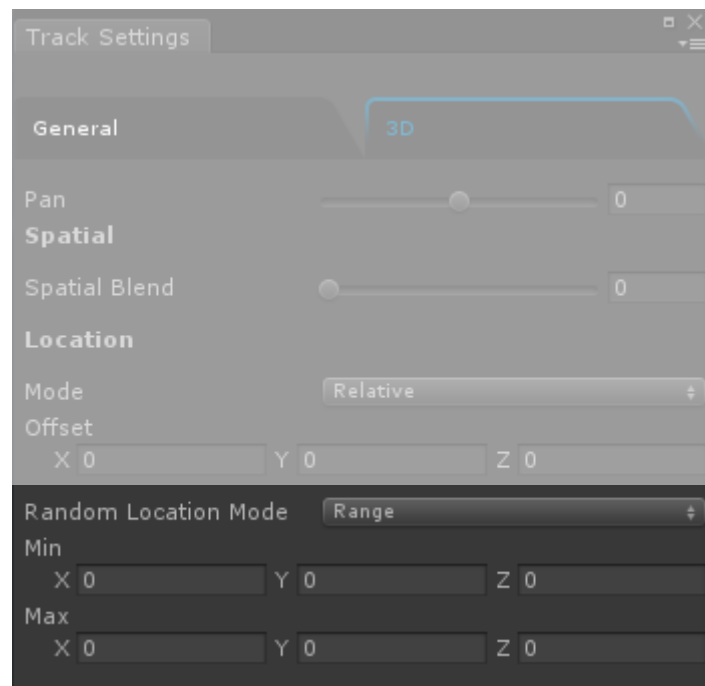 Track Settings
General 3D
Pan 0
Spatial
Spatial Blend 0
Location
Mode Relative
Offset
X 0 Y 0 Z 0
Random Location Mode Range
Min
X 0 Y 0 Z 0
Max
X 0 Y 0 Z 0